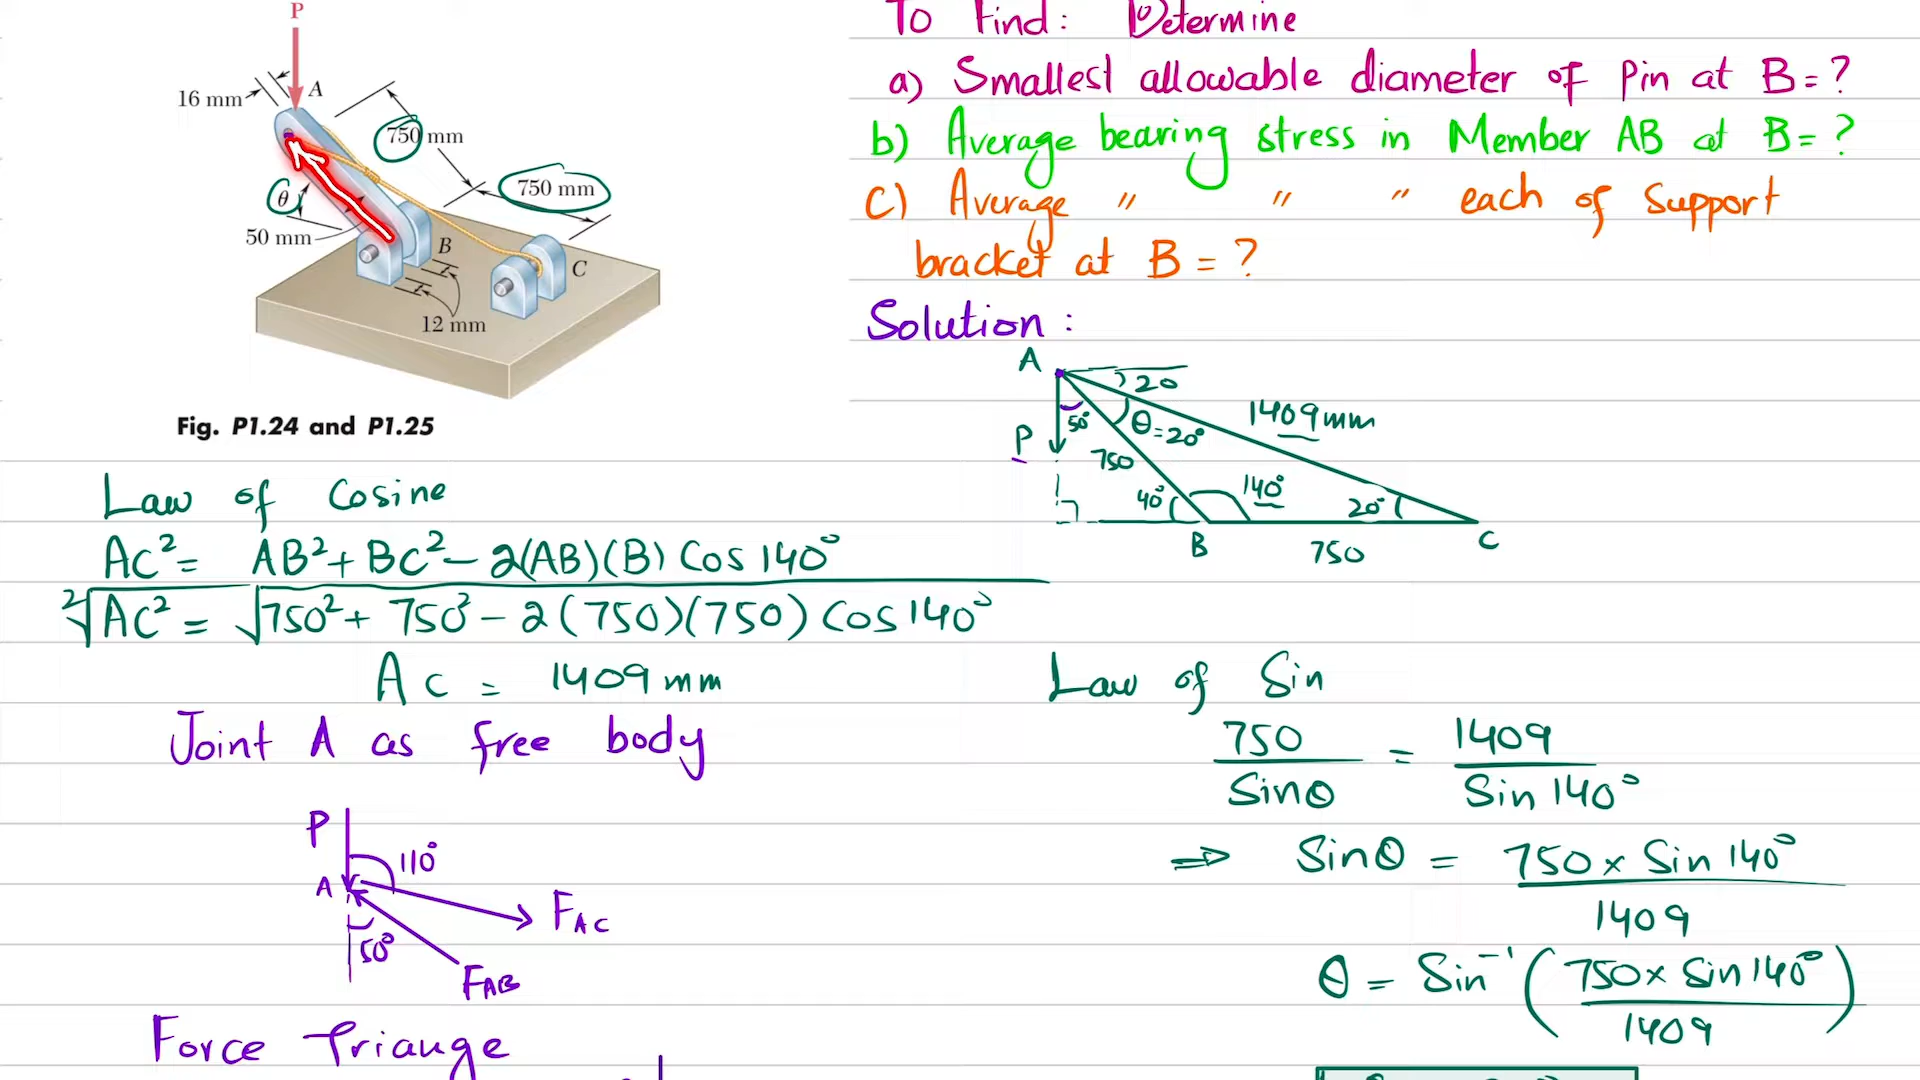 P
16 mm
A
750 mm
750 mm
θ
50 mm
B
C
12 mm
Fig. P1.24 and P1.25
To Find: Determine
a) Smallest allowable diameter of Pin at B = ?
b) Average bearing stress in Member AB at B = ?
C) Average " " " each of Support
bracket at B = ?
Solution :
A
20
1409mm
50°
θ=20°
P
750
40°
140°
20°
B
750
C
Law of Cosine
AC² = AB² + BC² - 2(AB)(B) Cos 140°
²√AC² = √750² + 750² - 2(750)(750) Cos 140°
AC = 1409 mm
Joint A as free body
P
110°
A
FAC
50°
FAB
Force Triange
Law of Sin
750/Sinθ = 1409/Sin 140°
⇒ Sinθ = 750 x Sin 140°/1409
θ = Sin⁻¹ (750 x Sin 140°/1409)